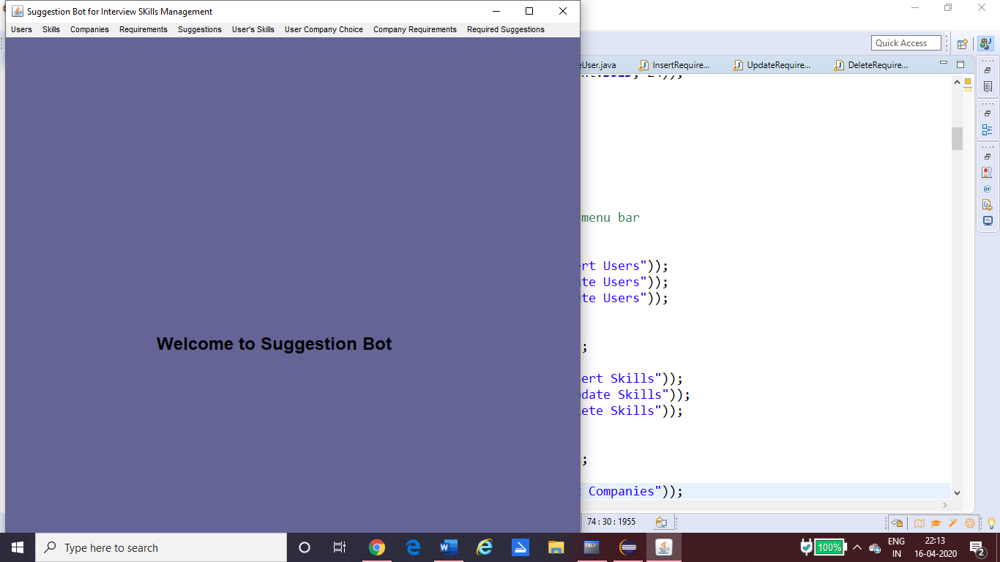 Suggestion Bot for Interview SKills Management
Users Skills Companies Requirements Suggestions User's Skills User Company Choice Company Requirements Required Suggestions
Welcome to Suggestion Bot
Quick Access
eUser.java InsertRequire... UpdateRequire... DeleteRequire...
menu bar
rt Users"));
te Users"));
ete Users"));
;
ert Skills"));
date Skills"));
ete Skills"));
;
Companies"));
74 : 30 : 1955
Type here to search
100%
ENG
IN
22:13
16-04-2020
2